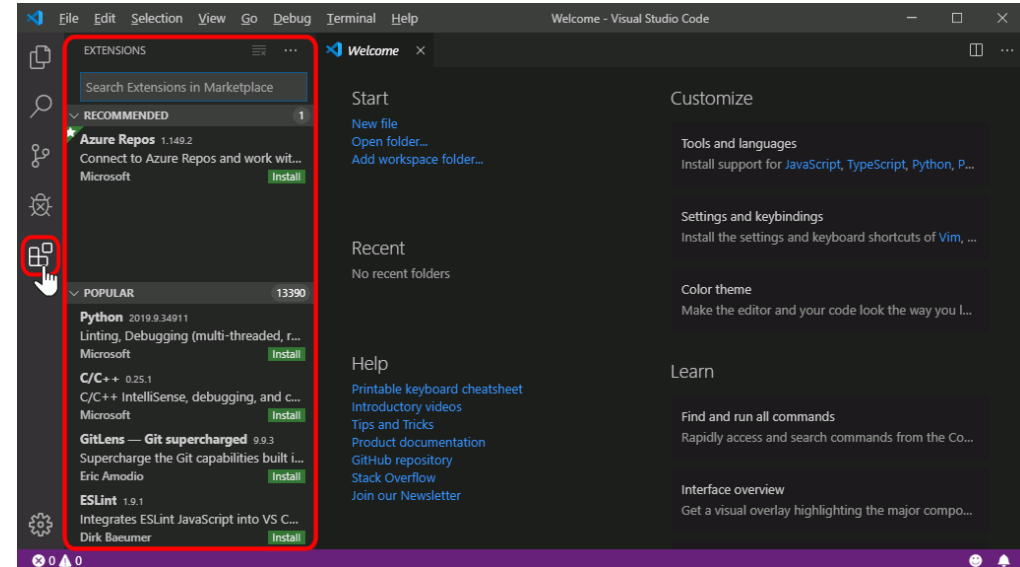 File Edit Selection View Go Debug Terminal Help Welcome - Visual Studio Code
EXTENSIONS
Search Extensions in Marketplace
RECOMMENDED 1
Azure Repos 1.149.2
Connect to Azure Repos and work wit...
Microsoft Install
POPULAR 13390
Python 2019.9.34911
Linting, Debugging (multi-threaded, r...
Microsoft Install
C/C++ 0.25.1
C/C++ IntelliSense, debugging, and c...
Microsoft Install
GitLens — Git supercharged 9.9.3
Supercharge the Git capabilities built i...
Eric Amodio Install
ESLint 1.9.1
Integrates ESLint JavaScript into VS C...
Dirk Baeumer Install
Welcome
Start
New file
Open folder...
Add workspace folder...
Recent
No recent folders
Help
Printable keyboard cheatsheet
Introductory videos
Tips and Tricks
Product documentation
GitHub repository
Stack Overflow
Join our Newsletter
Customize
Tools and languages
Install support for JavaScript, TypeScript, Python, P...
Settings and keybindings
Install the settings and keyboard shortcuts of Vim, ...
Color theme
Make the editor and your code look the way you l...
Learn
Find and run all commands
Rapidly access and search commands from the Co...
Interface overview
Get a visual overlay highlighting the major compo...
0 0